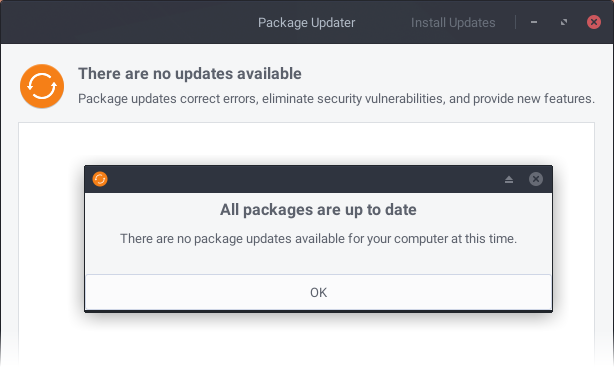 Package Updater
Install Updates
There are no updates available
Package updates correct errors, eliminate security vulnerabilities, and provide new features.
All packages are up to date
There are no package updates available for your computer at this time.
OK